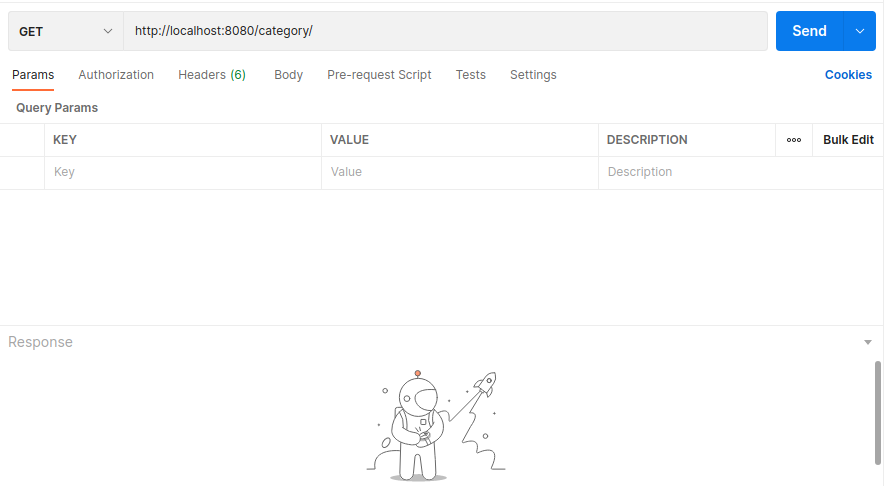 GET http://localhost:8080/category/ Send
Params Authorization Headers (6) Body Pre-request Script Tests Settings Cookies
Query Params
KEY VALUE DESCRIPTION ooo Bulk Edit
Key Value Description
Response